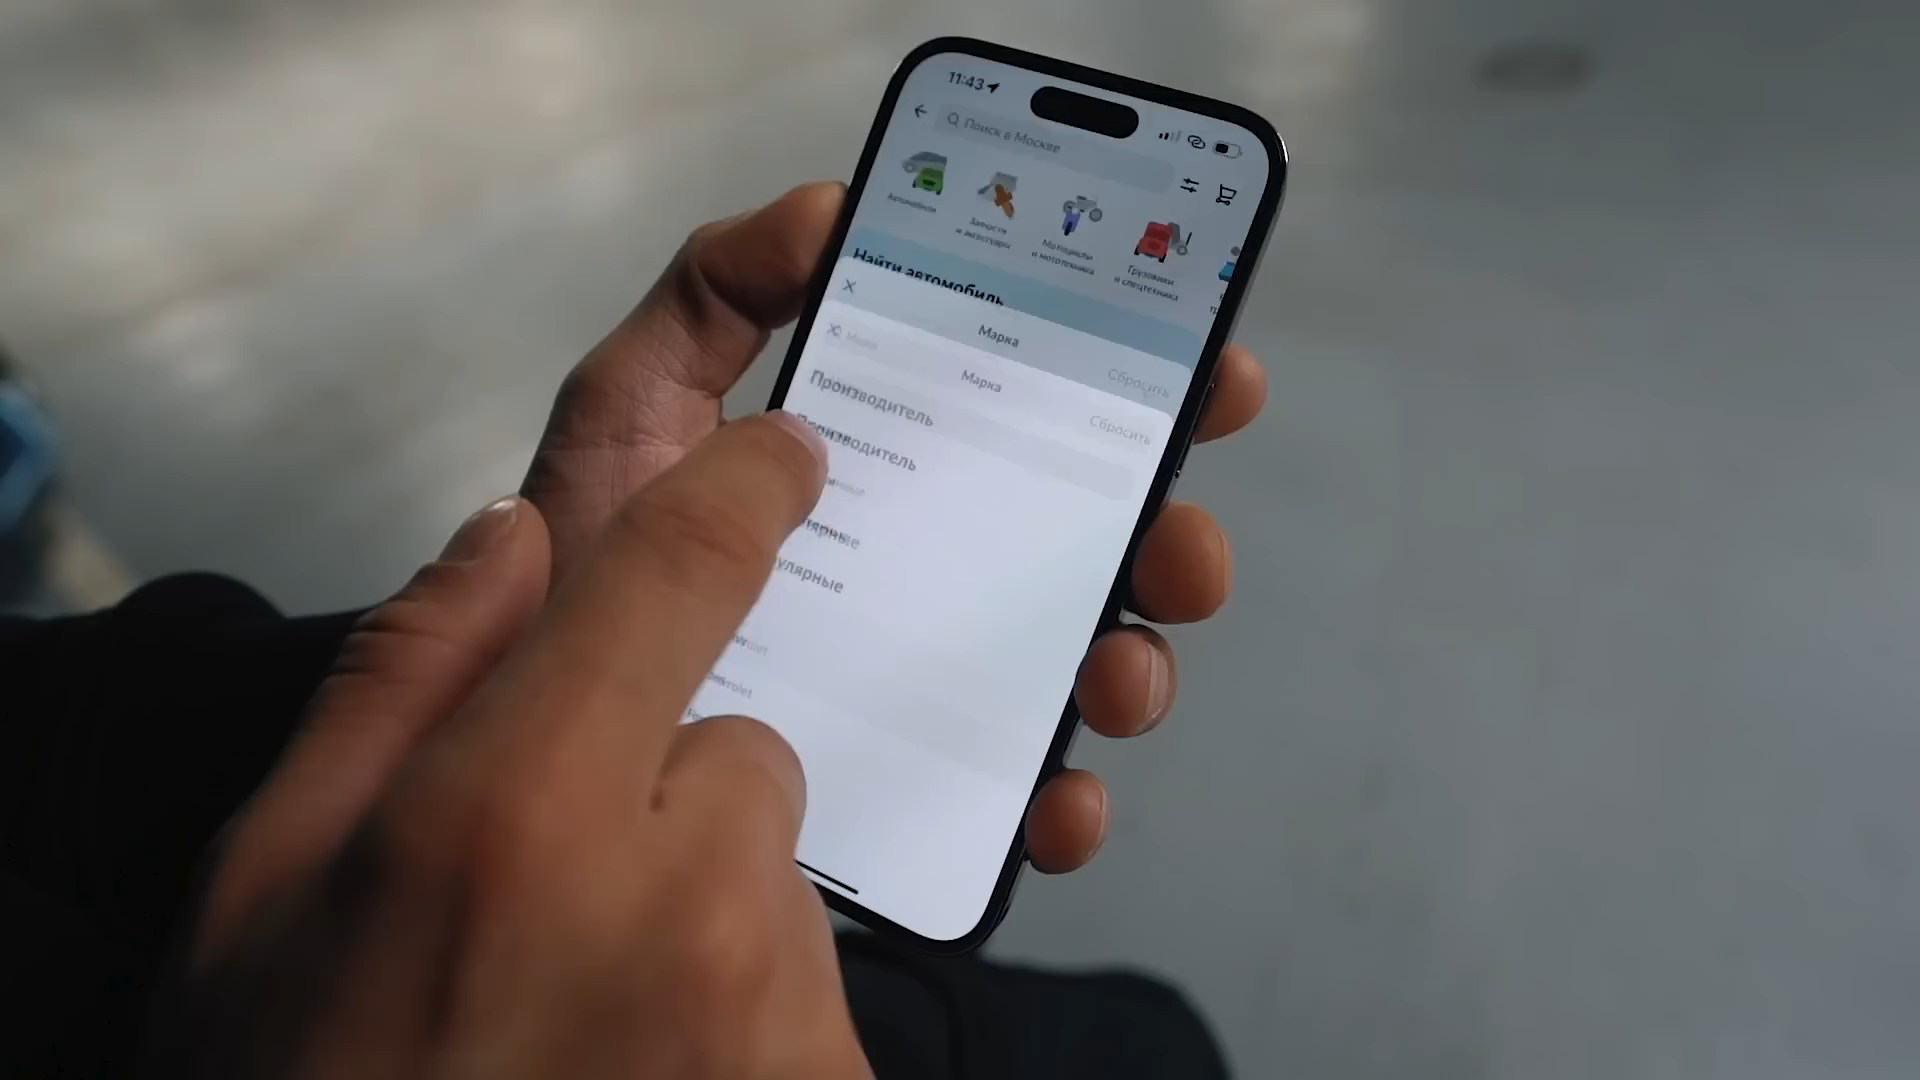 11:43
Поиск в Москве
Автомобили
Запчасти
и аксессуары
Мотоциклы
и мототехника
Грузовики
и спецтехника
Найти автомобиль
Марка
Сбросить
Марка
Марка
Сбросить
Производитель
Производитель
улярные